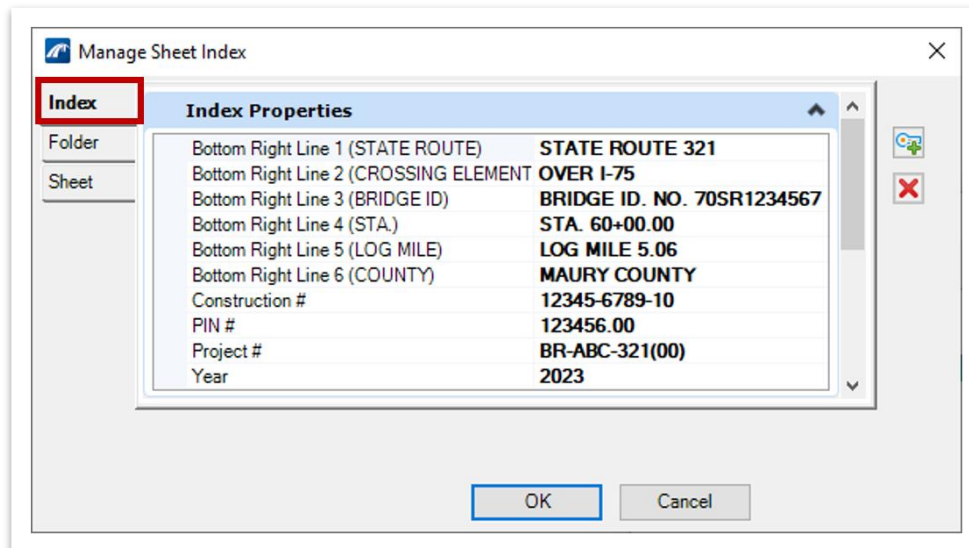 Manage Sheet Index
Index
Folder
Sheet
Index Properties
Bottom Right Line 1 (STATE ROUTE) STATE ROUTE 321
Bottom Right Line 2 (CROSSING ELEMENT OVER I-75
Bottom Right Line 3 (BRIDGE ID) BRIDGE ID. NO. 70SR1234567
Bottom Right Line 4 (STA.) STA. 60+00.00
Bottom Right Line 5 (LOG MILE) LOG MILE 5.06
Bottom Right Line 6 (COUNTY) MAURY COUNTY
Construction # 12345-6789-10
PIN # 123456.00
Project # BR-ABC-321(00)
Year 2023
OK Cancel